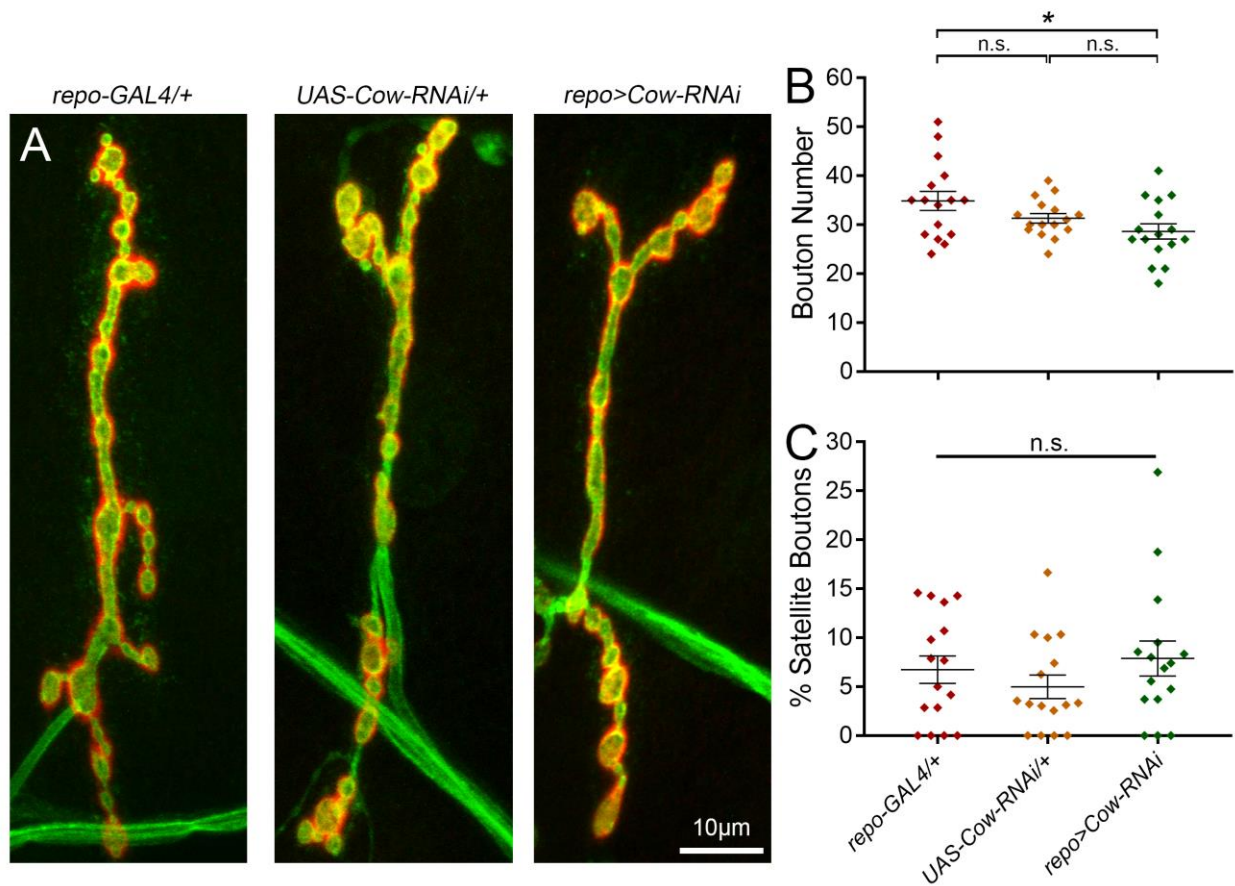 repo-GAL4/+
UAS-Cow-RNAi/+
repo>Cow-RNAi
A
10µm
*
n.s.
n.s.
B
60
50
40
30
20
10
0
Bouton Number
C
n.s.
30
25
20
15
10
5
0
% Satellite Boutons
repo-GAL4/+
UAS-Cow-RNAi/+
repo>Cow-RNAi